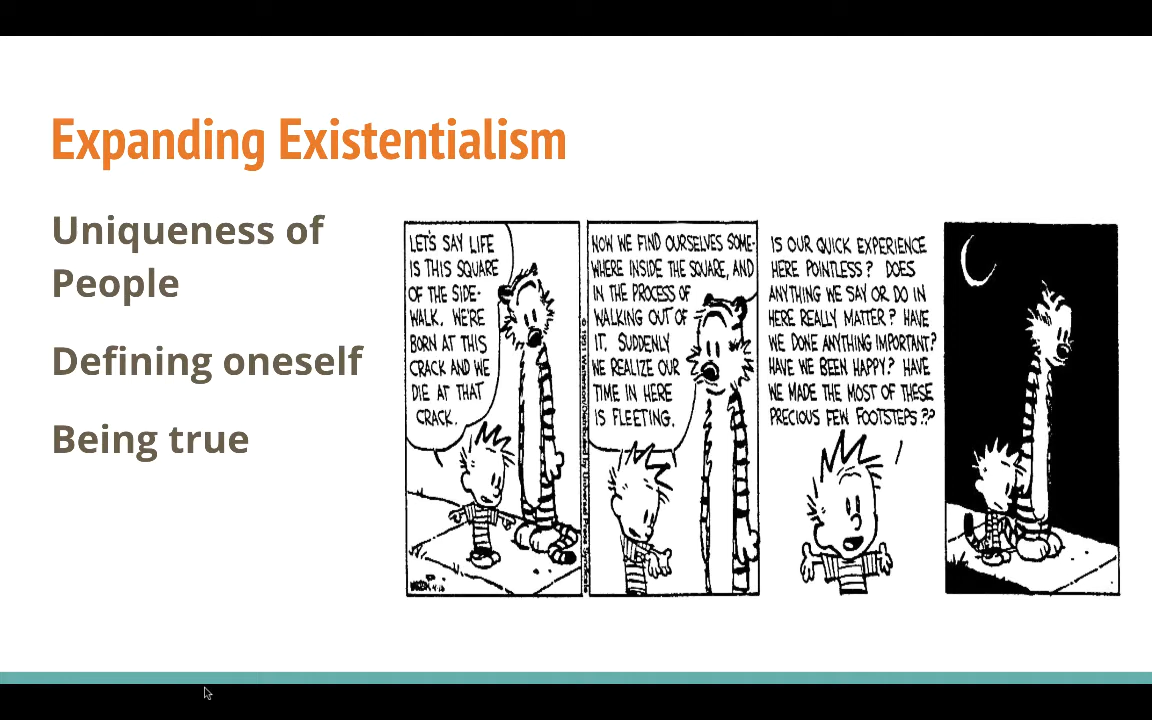 Expanding Existentialism
Uniqueness of
People
Defining oneself
Being true
LET'S SAY LIFE
IS THIS SQUARE
OF THE SIDE-
WALK. WE'RE
BORN AT THIS
CRACK AND WE
DIE AT THAT
CRACK.
NOW WE FIND OURSELVES SOME-
WHERE INSIDE THE SQUARE, AND
IN THE PROCESS OF
WALKING OUT OF
IT. SUDDENLY
WE REALIZE OUR
TIME IN HERE
IS FLEETING.
IS OUR QUICK EXPERIENCE
HERE POINTLESS? DOES
ANYTHING WE SAY OR DO IN
HERE REALLY MATTER? HAVE
WE DONE ANYTHING IMPORTANT?
HAVE WE BEEN HAPPY? HAVE
WE MADE THE MOST OF THESE
PRECIOUS FEW FOOTSTEPS??